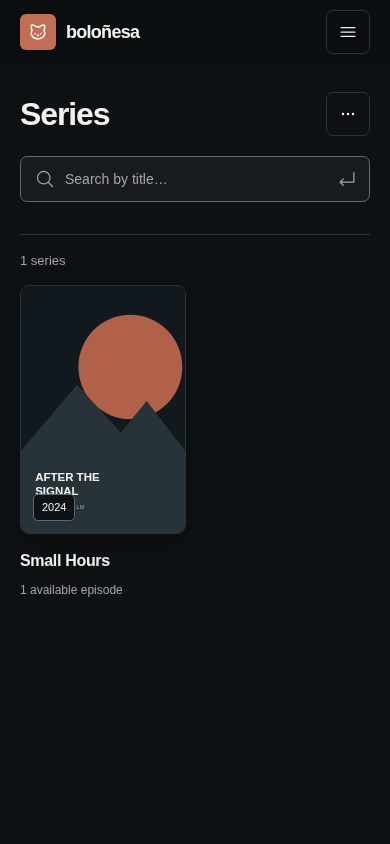 boloñesa
Series
Search by title…
1 series
AFTER THE
SIGNAL
2024
Small Hours
1 available episode